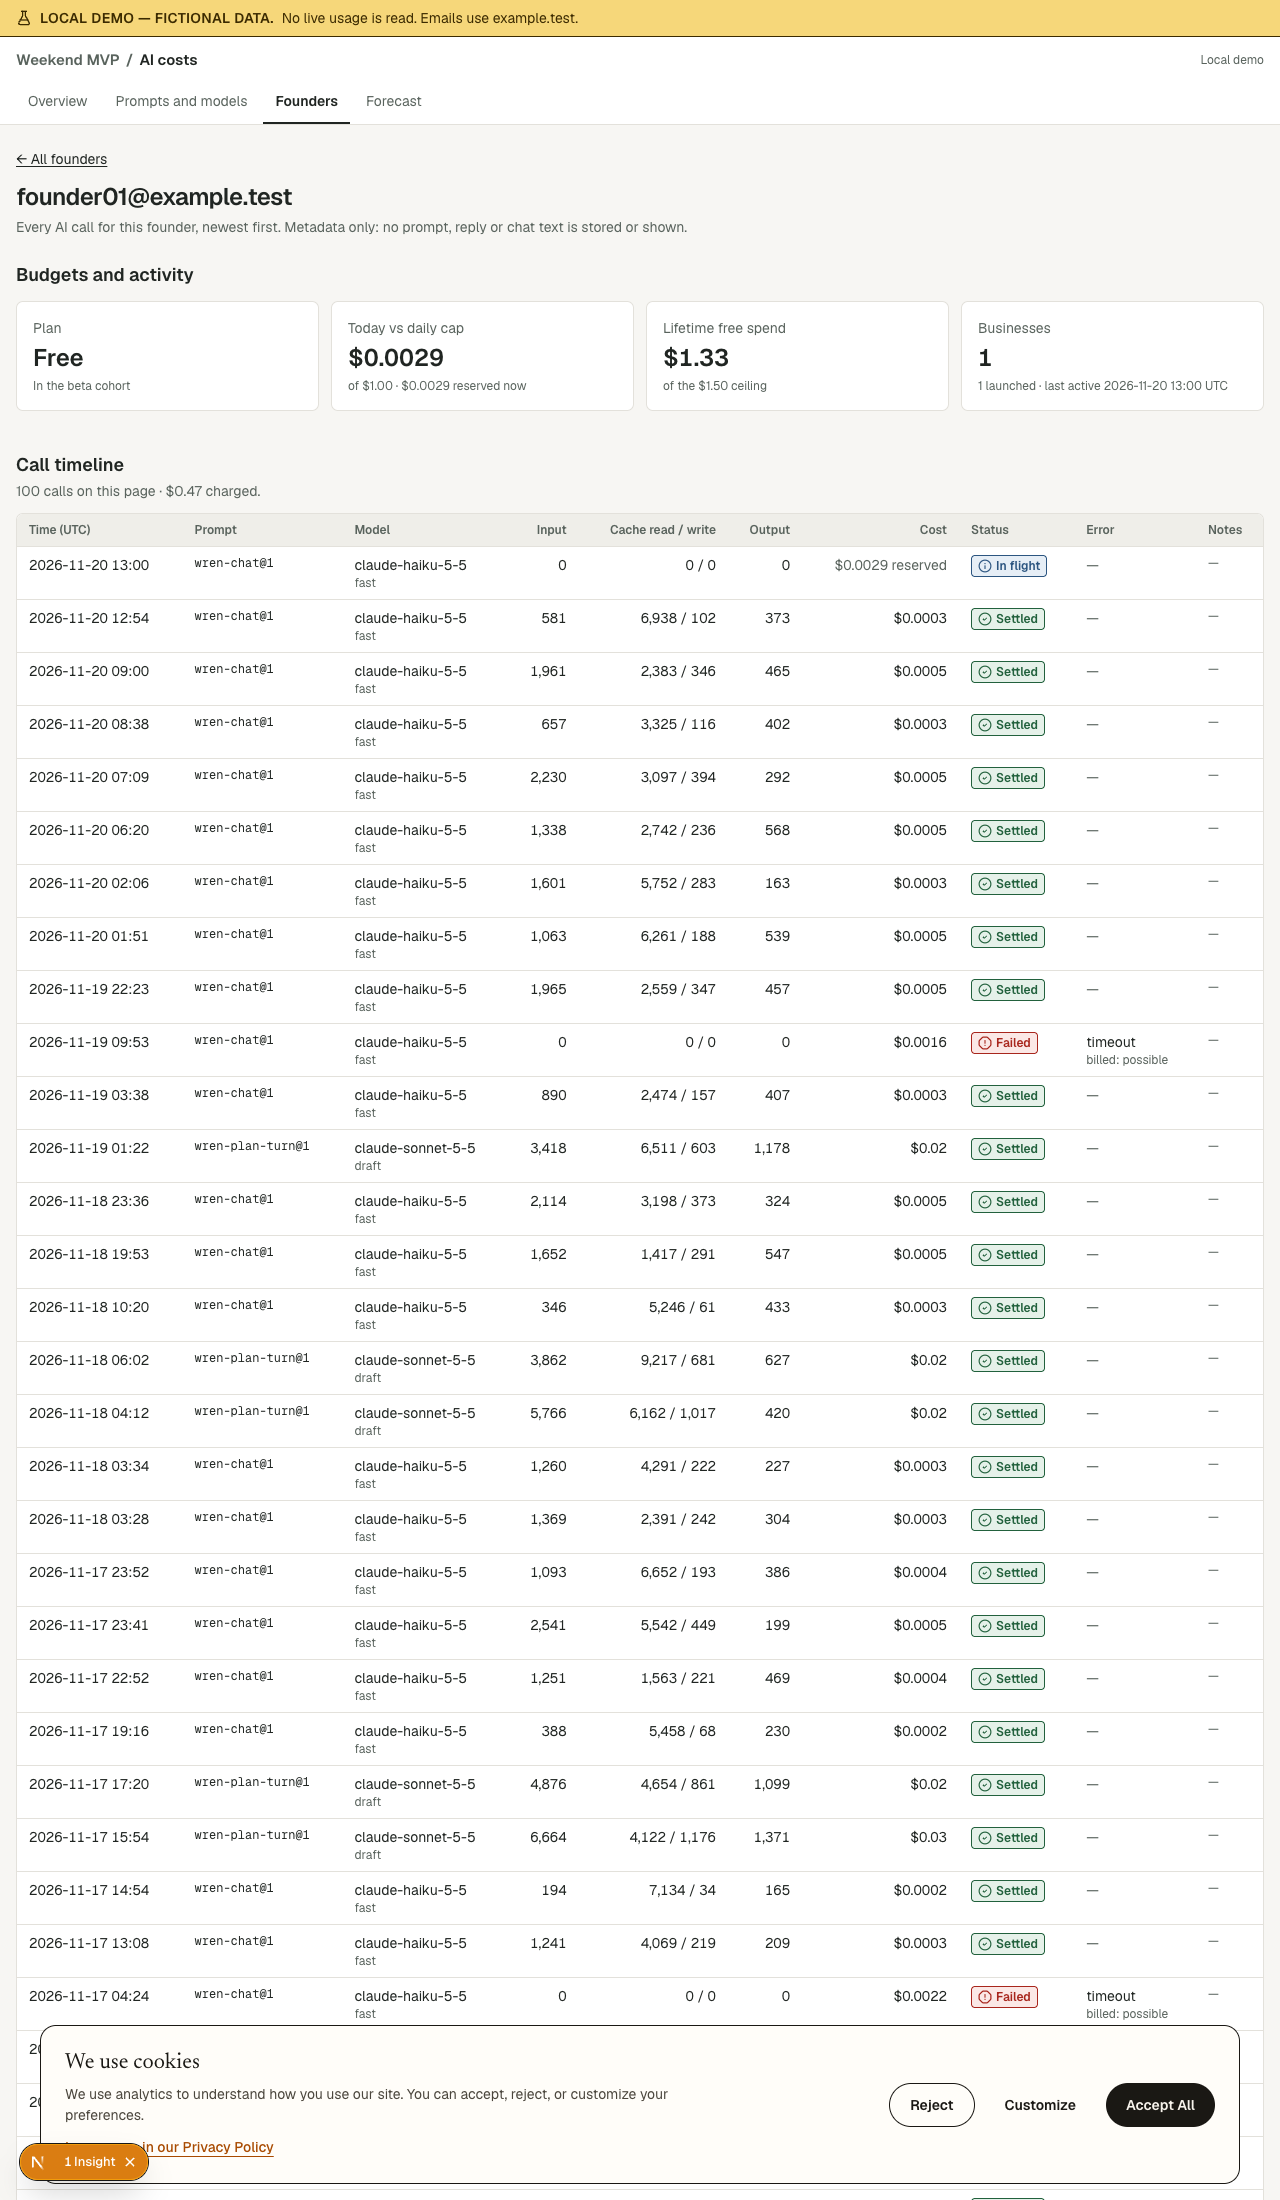 LOCAL DEMO — FICTIONAL DATA. No live usage is read. Emails use example.test.
Weekend MVP / AI costs
Local demo
Overview Prompts and models Founders Forecast
← All founders
founder01@example.test
Every AI call for this founder, newest first. Metadata only: no prompt, reply or chat text is stored or shown.
Budgets and activity
Plan
Free
In the beta cohort
Today vs daily cap
$0.0029
of $1.00 · $0.0029 reserved now
Lifetime free spend
$1.33
of the $1.50 ceiling
Businesses
1
1 launched · last active 2026-11-20 13:00 UTC
Call timeline
100 calls on this page · $0.47 charged.
Time (UTC) Prompt Model Input Cache read / write Output Cost Status Error Notes
2026-11-20 13:00 wren-chat@1 claude-haiku-5-5 0 0 / 0 0 $0.0029 reserved In flight — —
fast
2026-11-20 12:54 wren-chat@1 claude-haiku-5-5 581 6,938 / 102 373 $0.0003 Settled — —
fast
2026-11-20 09:00 wren-chat@1 claude-haiku-5-5 1,961 2,383 / 346 465 $0.0005 Settled — —
fast
2026-11-20 08:38 wren-chat@1 claude-haiku-5-5 657 3,325 / 116 402 $0.0003 Settled — —
fast
2026-11-20 07:09 wren-chat@1 claude-haiku-5-5 2,230 3,097 / 394 292 $0.0005 Settled — —
fast
2026-11-20 06:20 wren-chat@1 claude-haiku-5-5 1,338 2,742 / 236 568 $0.0005 Settled — —
fast
2026-11-20 02:06 wren-chat@1 claude-haiku-5-5 1,601 5,752 / 283 163 $0.0003 Settled — —
fast
2026-11-20 01:51 wren-chat@1 claude-haiku-5-5 1,063 6,261 / 188 539 $0.0005 Settled — —
fast
2026-11-19 22:23 wren-chat@1 claude-haiku-5-5 1,965 2,559 / 347 457 $0.0005 Settled — —
fast
2026-11-19 09:53 wren-chat@1 claude-haiku-5-5 0 0 / 0 0 $0.0016 Failed timeout —
fast billed: possible
2026-11-19 03:38 wren-chat@1 claude-haiku-5-5 890 2,474 / 157 407 $0.0003 Settled — —
fast
2026-11-19 01:22 wren-plan-turn@1 claude-sonnet-5-5 3,418 6,511 / 603 1,178 $0.02 Settled — —
draft
2026-11-18 23:36 wren-chat@1 claude-haiku-5-5 2,114 3,198 / 373 324 $0.0005 Settled — —
fast
2026-11-18 19:53 wren-chat@1 claude-haiku-5-5 1,652 1,417 / 291 547 $0.0005 Settled — —
fast
2026-11-18 10:20 wren-chat@1 claude-haiku-5-5 346 5,246 / 61 433 $0.0003 Settled — —
fast
2026-11-18 06:02 wren-plan-turn@1 claude-sonnet-5-5 3,862 9,217 / 681 627 $0.02 Settled — —
draft
2026-11-18 04:12 wren-plan-turn@1 claude-sonnet-5-5 5,766 6,162 / 1,017 420 $0.02 Settled — —
draft
2026-11-18 03:34 wren-chat@1 claude-haiku-5-5 1,260 4,291 / 222 227 $0.0003 Settled — —
fast
2026-11-18 03:28 wren-chat@1 claude-haiku-5-5 1,369 2,391 / 242 304 $0.0003 Settled — —
fast
2026-11-17 23:52 wren-chat@1 claude-haiku-5-5 1,093 6,652 / 193 386 $0.0004 Settled — —
fast
2026-11-17 23:41 wren-chat@1 claude-haiku-5-5 2,541 5,542 / 449 199 $0.0005 Settled — —
fast
2026-11-17 22:52 wren-chat@1 claude-haiku-5-5 1,251 1,563 / 221 469 $0.0004 Settled — —
fast
2026-11-17 19:16 wren-chat@1 claude-haiku-5-5 388 5,458 / 68 230 $0.0002 Settled — —
fast
2026-11-17 17:20 wren-plan-turn@1 claude-sonnet-5-5 4,876 4,654 / 861 1,099 $0.02 Settled — —
draft
2026-11-17 15:54 wren-plan-turn@1 claude-sonnet-5-5 6,664 4,122 / 1,176 1,371 $0.03 Settled — —
draft
2026-11-17 14:54 wren-chat@1 claude-haiku-5-5 194 7,134 / 34 165 $0.0002 Settled — —
fast
2026-11-17 13:08 wren-chat@1 claude-haiku-5-5 1,241 4,069 / 219 209 $0.0003 Settled — —
fast
2026-11-17 04:24 wren-chat@1 claude-haiku-5-5 0 0 / 0 0 $0.0022 Failed timeout —
fast billed: possible
We use cookies
We use analytics to understand how you use our site. You can accept, reject, or customize your
preferences.
in our Privacy Policy
Reject Customize Accept All
1 Insight